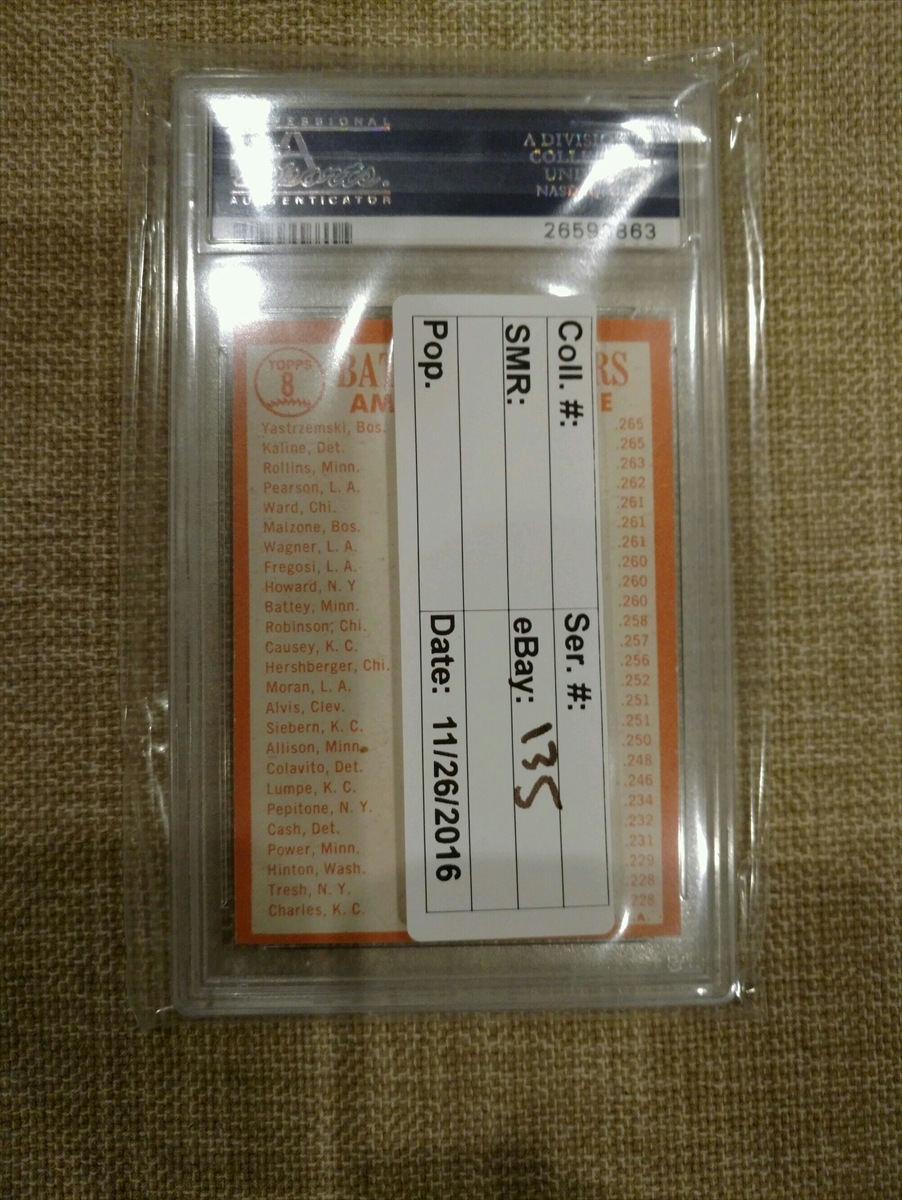 AUTHENTICATOR
A
COLL
UNI
NAS
TOPPS
8
BAT RS
AM E
Yastrzemski, Bos. .265
Kaline, Det. .265
Rollins, Minn. .263
Pearson, L. A. .262
Ward, Chi. .261
Malzone, Bos. .261
Wagner, L. A. .261
Fregosi, L. A. .260
Howard, N. Y .260
Battey, Minn. .260
Robinson, Chi. .258
Causey, K. C. .257
Hershberger, Chi. .256
Moran, L. A. .252
Alvis, Clev. .251
Siebern, K. C. .251
Allison, Minn. .250
Colavito, Det. .248
Lumpe, K. C. .246
Pepitone, N. Y. .234
Cash, Det. .232
Power, Minn. .231
Hinton, Wash. .229
Tresh, N. Y. .228
Charles, K. C. .228
Coll. #: Ser. #:
SMR: eBay: 135
Pop. Date: 11/26/2016